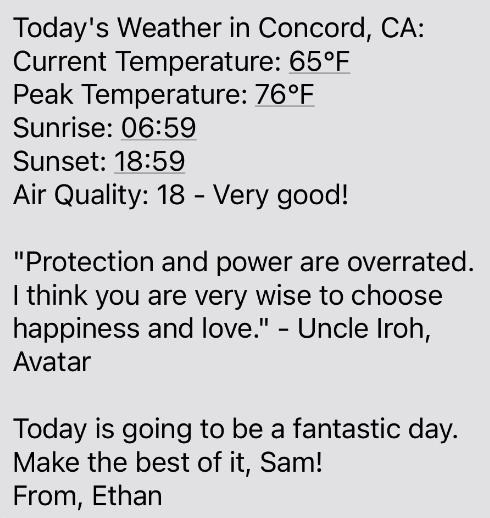 Today's Weather in Concord, CA:
Current Temperature: 65°F
Peak Temperature: 76°F
Sunrise: 06:59
Sunset: 18:59
Air Quality: 18 - Very good!
"Protection and power are overrated.
I think you are very wise to choose
happiness and love." - Uncle Iroh,
Avatar
Today is going to be a fantastic day.
Make the best of it, Sam!
From, Ethan